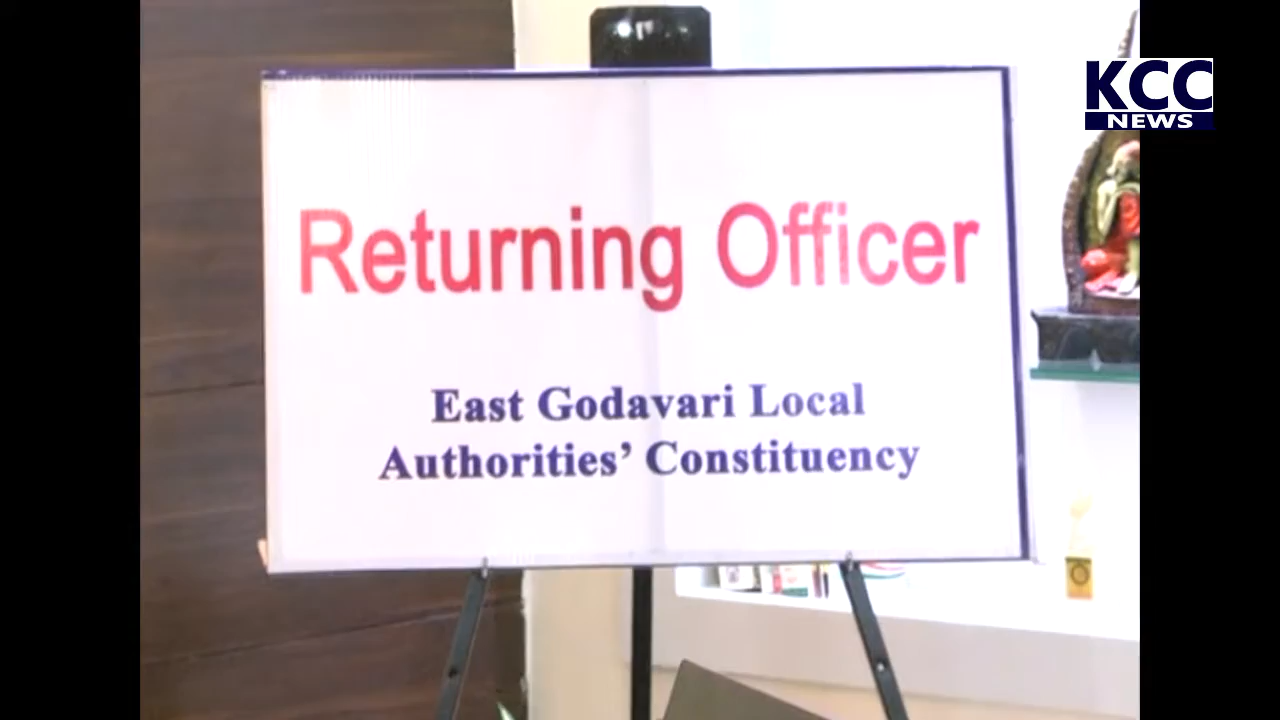 KCC
NEWS
Returning Officer
East Godavari Local
Authorities’ Constituency